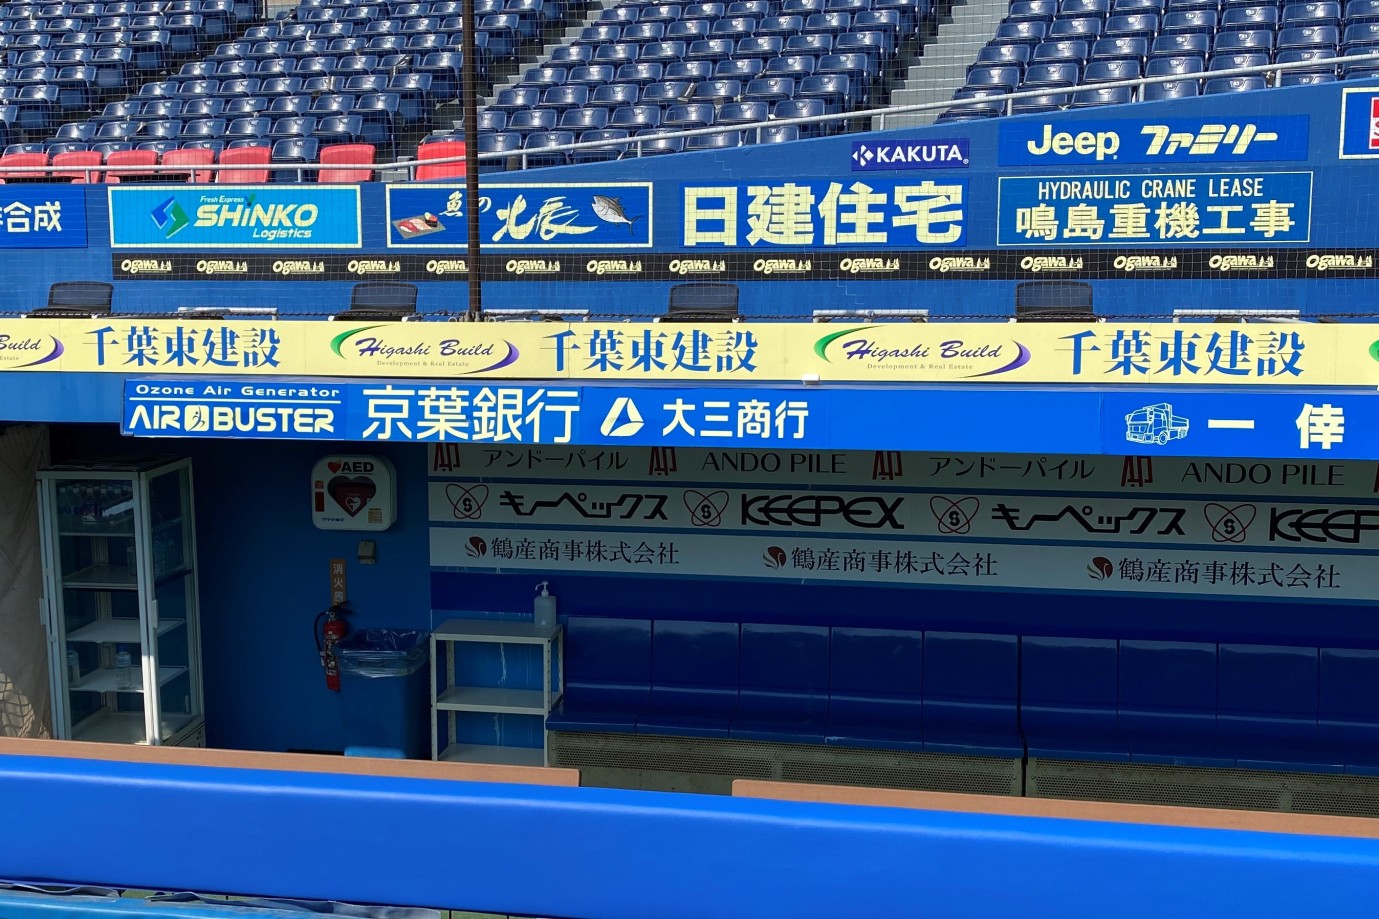 Jeep ファミリー
KAKUTA
合成
Fresh Express
SHINKO
Logistics
魚の北辰
日建住宅
HYDRAULIC CRANE LEASE
鳴島重機工事
Ogawa Ogawa Ogawa Ogawa Ogawa Ogawa Ogawa Ogawa Ogawa Ogawa Ogawa Ogawa Ogawa Ogawa Ogawa
Build 千葉東建設 Higashi Build 千葉東建設 Higashi Build 千葉東建設
Development & Real Estate Development & Real Estate
Ozone Air Generator
AIR BUSTER
京葉銀行
大三商行
一幸
AED
アンドーパイル ANDO PILE アンドーパイル ANDO PILE
キーペックス KEEPEX キーペックス KEEP
鶴産商事株式会社 鶴産商事株式会社 鶴産商事株式会社
消火器